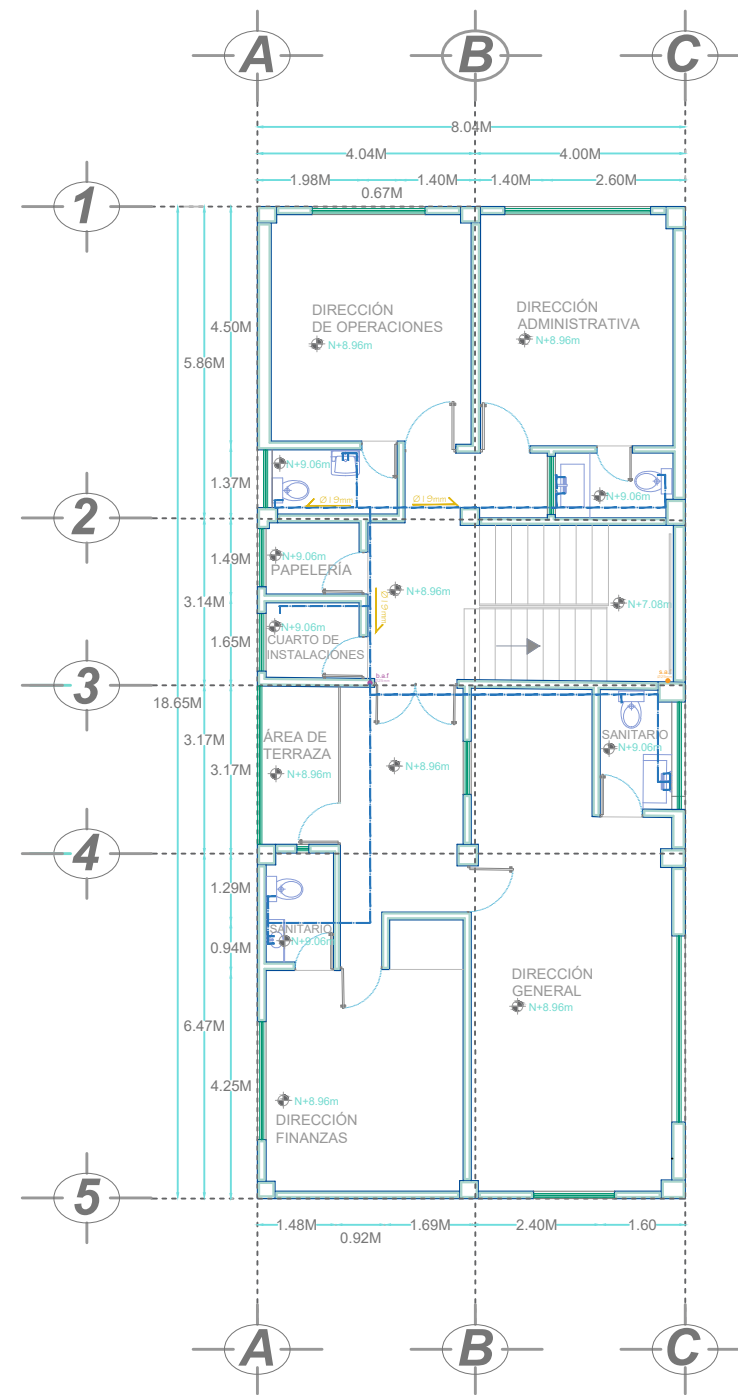 A B C
8.04M
4.04M 4.00M
1.98M 1.40M 1.40M 2.60M
0.67M
1
DIRECCIÓN
DE OPERACIONES
N+8.96m
DIRECCIÓN
ADMINISTRATIVA
N+8.96m
4.50M
5.86M
N+9.06m
1.37M
N+9.06m
Ø19mm
Ø19mm
2
N+9.06m
1.49M
PAPELERÍA
N+8.96m
3.14M
N+7.08m
Ø19mm
N+9.06m
1.65M
CUARTO DE
INSTALACIONES
3
b.a.f
s.a.f
18.65M
ÁREA DE
TERRAZA
SANITARIO
3.17M
N+9.06m
3.17M
N+8.96m
N+8.96m
4
1.29M
SANITARIO
N+9.06m
0.94M
DIRECCIÓN
GENERAL
N+8.96m
6.47M
4.25M
N+8.96m
DIRECCIÓN
FINANZAS
5
1.48M 1.69M 2.40M 1.60
0.92M
A B C